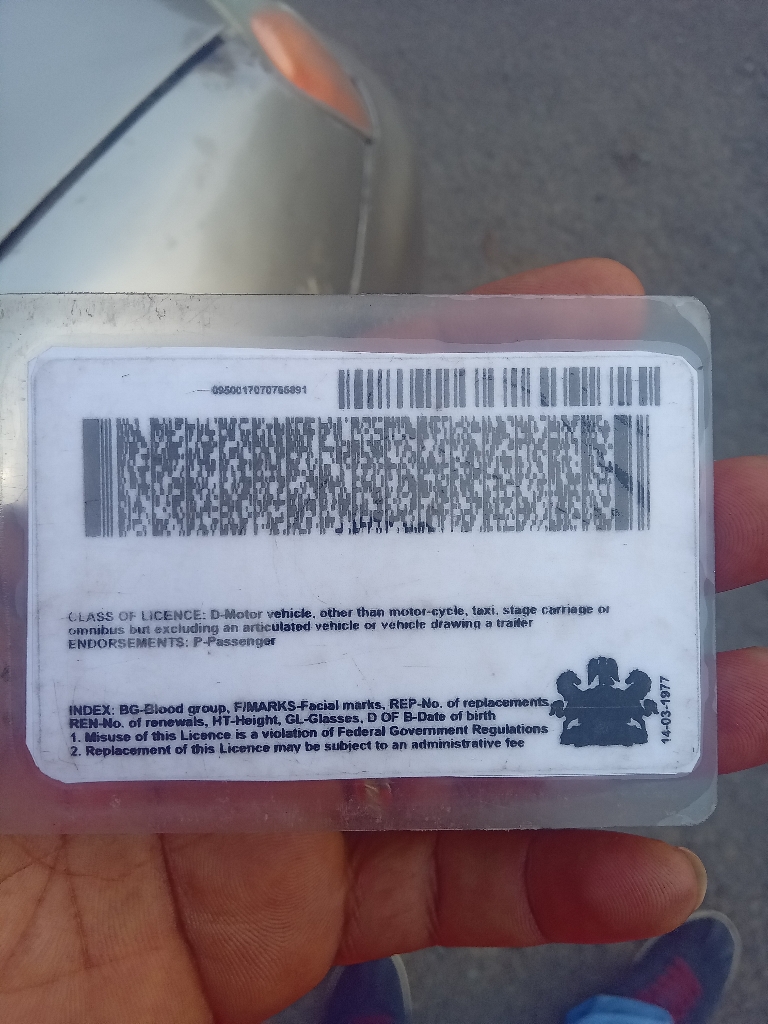 095001707076​5891
CLASS OF LICENCE: D-Motor vehicle, other than motor-cycle, taxi, stage carriage or
omnibus but excluding an articulated vehicle or vehicle drawing a trailer
ENDORSEMENTS: P-Passenger
INDEX: BG-Blood group, F/MARKS-Facial marks, REP-No. of replacements,
REN-No. of renewals, HT-Height, GL-Glasses, D OF B-Date of birth
1. Misuse of this Licence is a violation of Federal Government Regulations
2. Replacement of this Licence may be subject to an administrative fee
14-03-1977